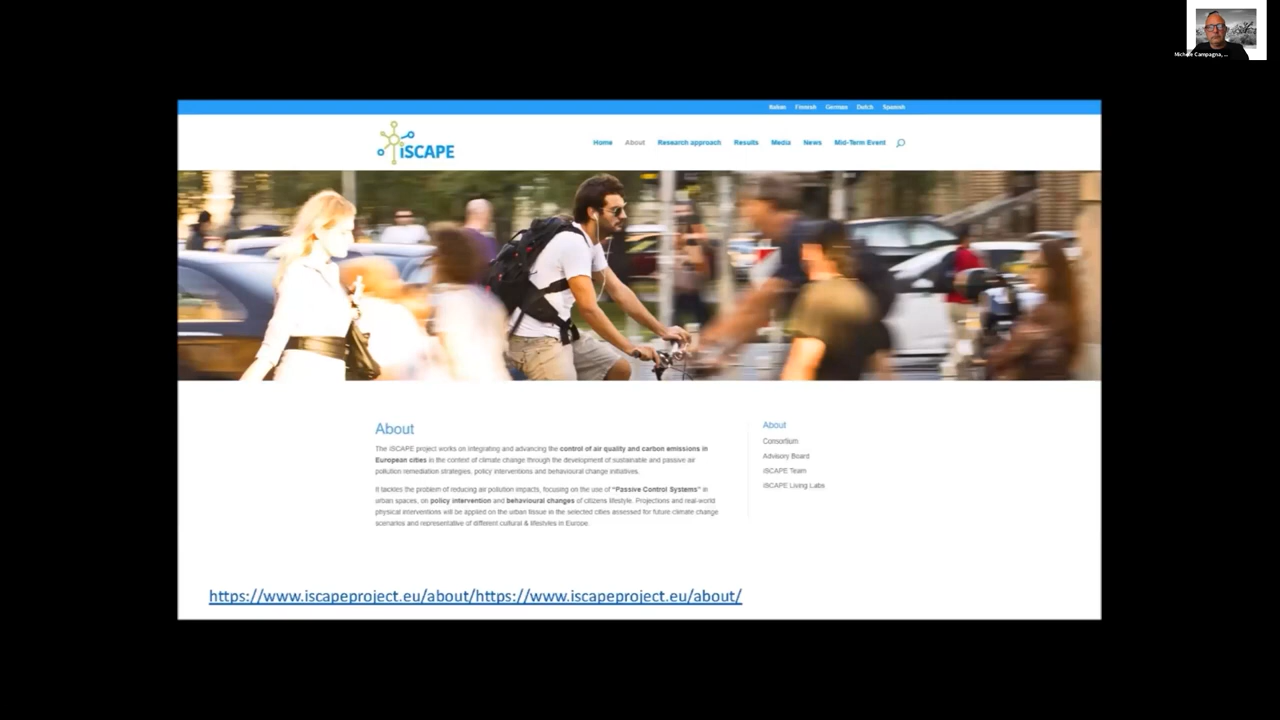 Michele Campagna, ...
Italian Finnish German Dutch Spanish
iSCAPE
Home About Research approach Results Media News Mid-Term Event
About
The iSCAPE project works on integrating and advancing the control of air quality and carbon emissions in
European cities in the context of climate change through the development of sustainable and passive air
pollution remediation strategies, policy interventions and behavioural change initiatives.
It tackles the problem of reducing air pollution impacts, focusing on the use of “Passive Control Systems” in
urban spaces, on policy intervention and behavioural changes of citizens lifestyle. Projections and real-world
physical interventions will be applied on the urban tissue in the selected cities assessed for future climate change
scenarios and representative of different cultural & lifestyles in Europe.
About
Consortium
Advisory Board
iSCAPE Team
iSCAPE Living Labs
https://www.iscapeproject.eu/about/https://www.iscapeproject.eu/about/